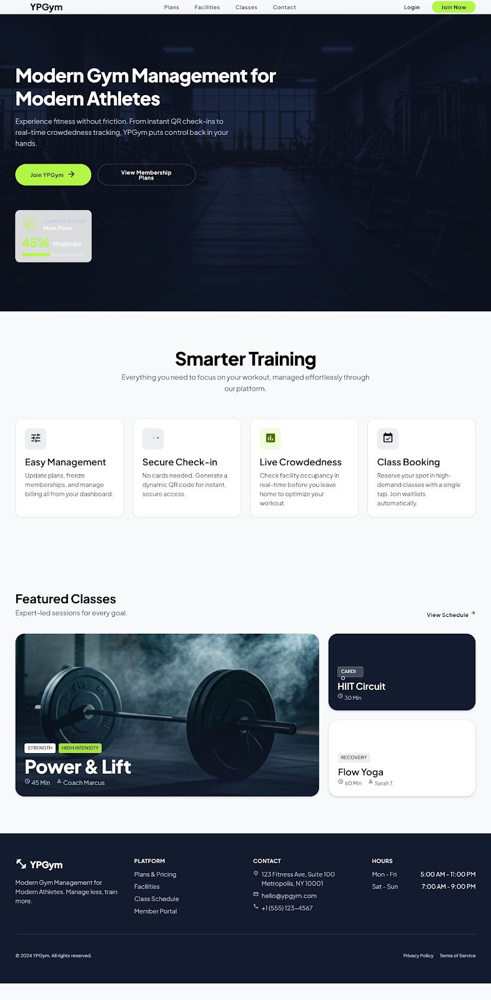 YPGym
Plans
Facilities
Classes
Contact
Login
Join Now
Modern Gym Management for
Modern Athletes
Experience fitness without friction. From instant QR check-ins to
real-time crowdedness tracking, YPGym puts control back in your
hands.
Join YPGym
View Membership
Plans
CURRENT STATUS
Main Floor
45% Moderate
Smarter Training
Everything you need to focus on your workout, managed effortlessly through
our platform.
Easy Management
Update plans, freeze
memberships, and manage
billing all from your dashboard.
Secure Check-in
No cards needed. Generate a
dynamic QR code for instant,
secure access.
Live Crowdedness
Check facility occupancy in
real-time before you leave
home to optimize your
workout.
Class Booking
Reserve your spot in high-
demand classes with a single
tap. Join waitlists
automatically.
Featured Classes
Expert-led sessions for every goal.
View Schedule
STRENGTH
HIGH INTENSITY
Power & Lift
45 Min
Coach Marcus
CARDI
O
HIIT Circuit
30 Min
RECOVERY
Flow Yoga
60 Min
Sarah T.
YPGym
Modern Gym Management for
Modern Athletes. Manage less, train
more.
PLATFORM
Plans & Pricing
Facilities
Class Schedule
Member Portal
CONTACT
123 Fitness Ave, Suite 100
Metropolis, NY 10001
hello@ypgym.com
+1 (555) 123-4567
HOURS
Mon - Fri 5:00 AM - 11:00 PM
Sat - Sun 7:00 AM - 9:00 PM
© 2024 YPGym. All rights reserved.
Privacy Policy
Terms of Service